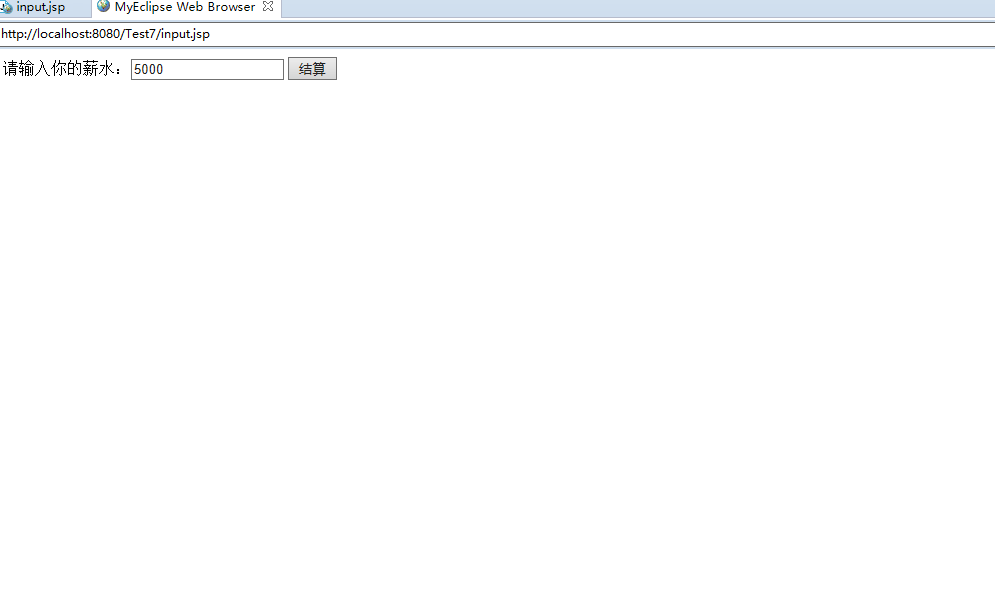 input.jsp MyEclipse Web Browser
http://localhost:8080/Test7/input.jsp
请输入你的薪水： 5000 结算